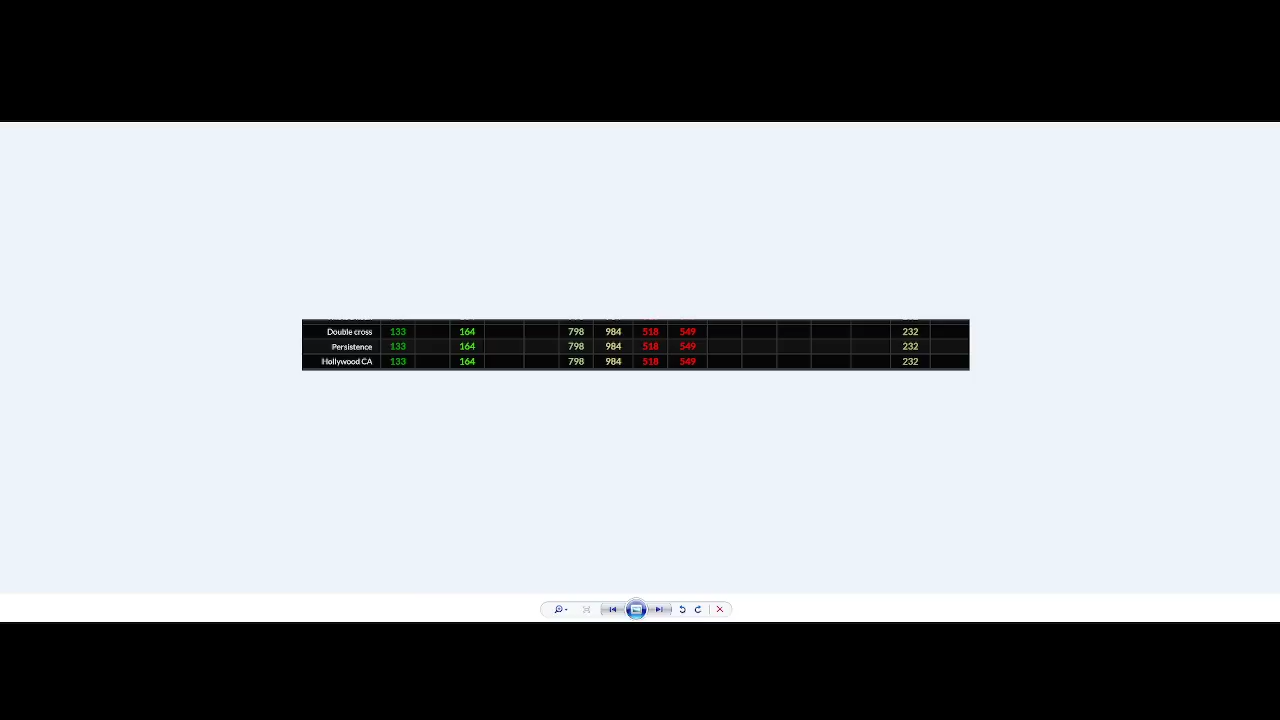 Double cross 133 164 798 984 518 549 232
Persistence 133 164 798 984 518 549 232
Hollywood CA 133 164 798 984 518 549 232